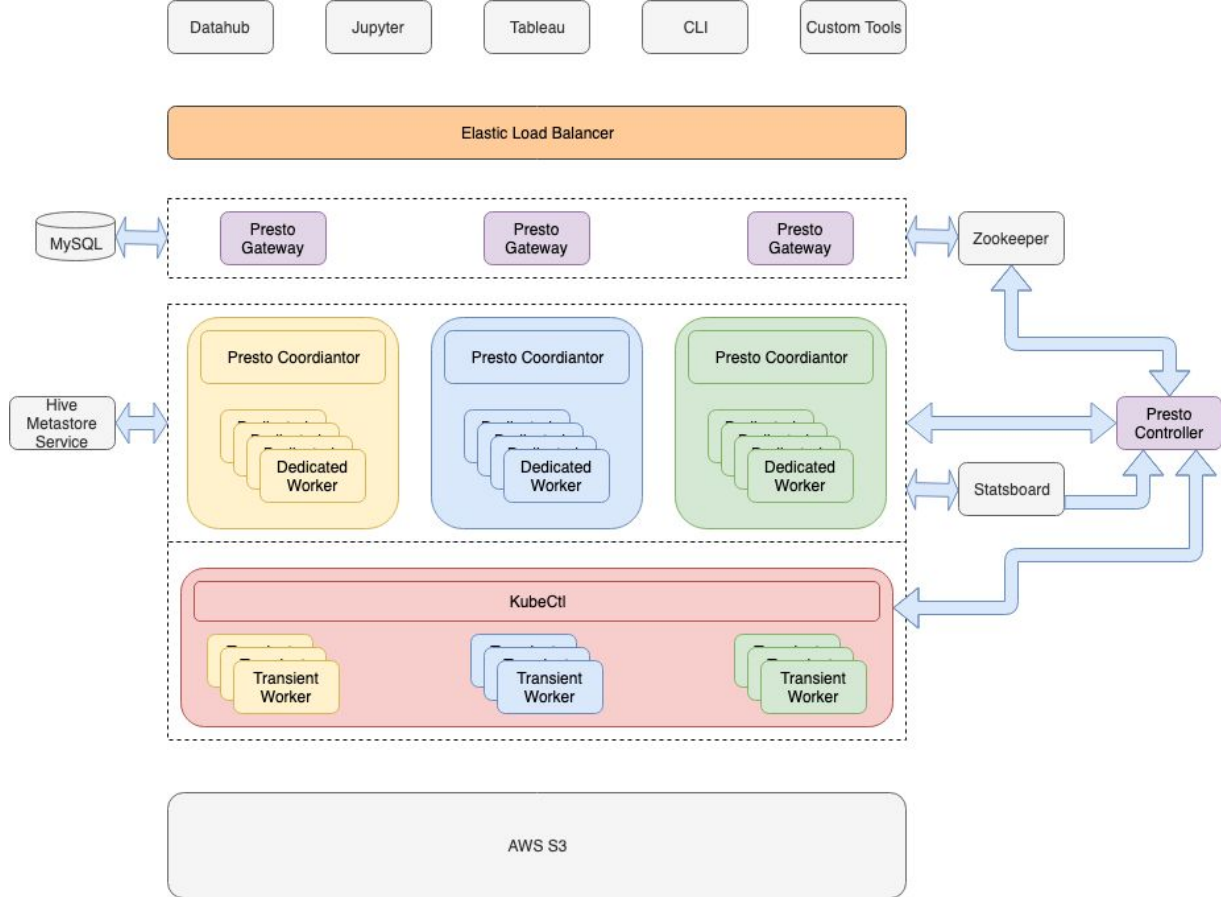 Datahub
Jupyter
Tableau
CLI
Custom Tools
Elastic Load Balancer
MySQL
Presto
Gateway
Presto
Gateway
Presto
Gateway
Zookeeper
Presto Coordiantor
Presto Coordiantor
Presto Coordiantor
Hive
Metastore
Service
Dedicated
Worker
Dedicated
Worker
Dedicated
Worker
Presto
Controller
Statsboard
KubeCtl
Transient
Worker
Transient
Worker
Transient
Worker
AWS S3